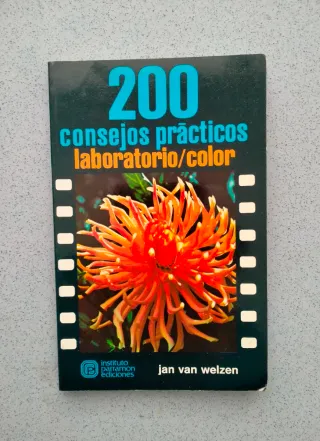 200
consejos prácticos
laboratorio/color
instituto
parramon
ediciones
jan van welzen